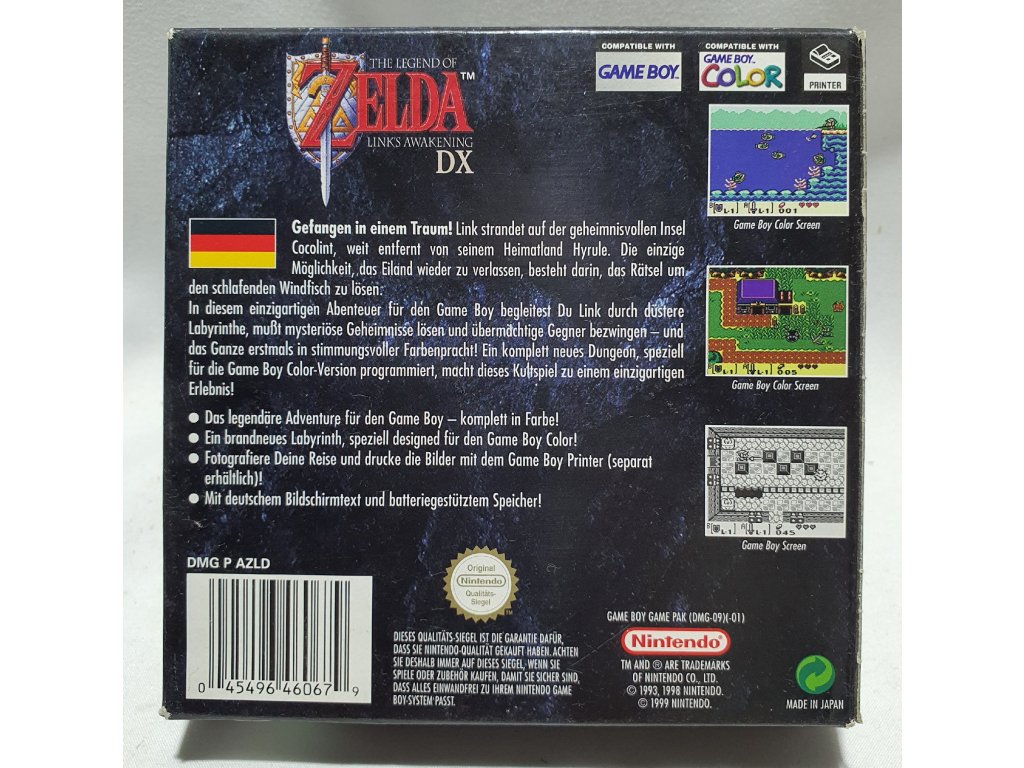 THE LEGEND OF
ZELDA™
LINK'S AWAKENING
DX
COMPATIBLE WITH
GAME BOY™
COMPATIBLE WITH
GAME BOY™
COLOR
PRINTER
Game Boy Color Screen
Game Boy Color Screen
Game Boy Screen
Gefangen in einem Traum! Link strandet auf der geheimnisvollen Insel
Cocolint, weit entfernt von seinem Heimatland Hyrule. Die einzige
Möglichkeit, das Eiland wieder zu verlassen, besteht darin, das Rätsel um
den schlafenden Windfisch zu lösen.
In diesem einzigartigen Abenteuer für den Game Boy begleitest Du Link durch düstere
Labyrinthe, mußt mysteriöse Geheimnisse lösen und übermächtige Gegner bezwingen – und
das Ganze erstmals in stimmungsvoller Farbenpracht! Ein komplett neues Dungeon, speziell
für die Game Boy Color-Version programmiert, macht dieses Kultspiel zu einem einzigartigen
Erlebnis!
● Das legendäre Adventure für den Game Boy – komplett in Farbe!
● Ein brandneues Labyrinth, speziell designed für den Game Boy Color!
● Fotografiere Deine Reise und drucke die Bilder mit dem Game Boy Printer (separat
erhältlich)!
● Mit deutschem Bildschirmtext und batteriegestütztem Speicher!
DMG P AZLD
0 45496 46067 9
Original
Nintendo
Qualitäts-
Siegel
DIESES QUALITÄTS-SIEGEL IST DIE GARANTIE DAFÜR,
DASS SIE NINTENDO-QUALITÄT GEKAUFT HABEN. ACHTEN
SIE DESHALB IMMER AUF DIESES SIEGEL, WENN SIE
SPIELE ODER ZUBEHÖR KAUFEN, DAMIT SIE SICHER SIND,
DASS ALLES EINWANDFREI ZU IHREM NINTENDO GAME
BOY-SYSTEM PASST.
GAME BOY GAME PAK (DMG-09)(-01)
Nintendo®
TM AND ® ARE TRADEMARKS
OF NINTENDO CO., LTD.
© 1993, 1998 NINTENDO.
© 1999 NINTENDO.
MADE IN JAPAN